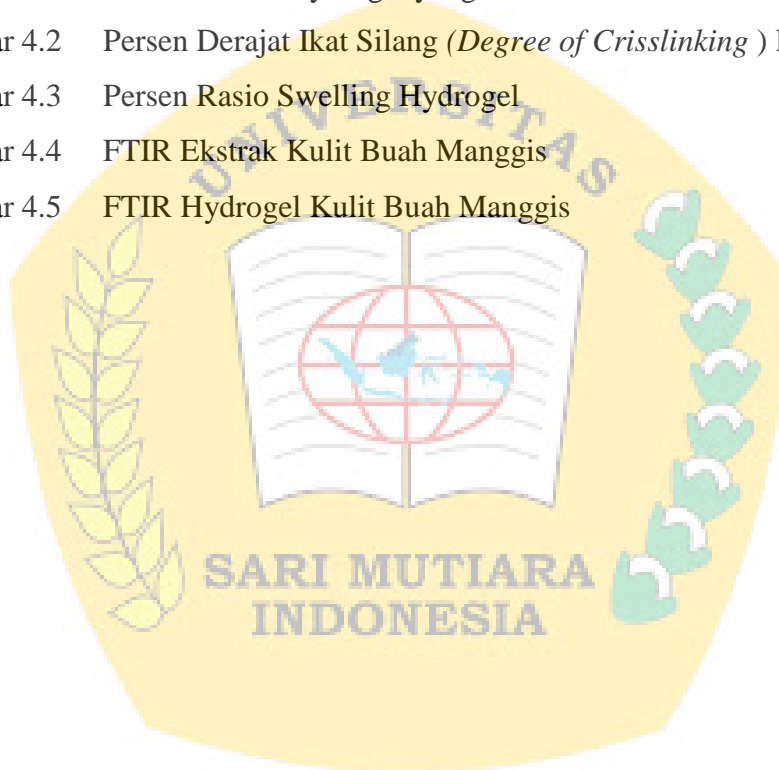 ar 4.2 Persen Derajat Ikat Silang (Degree of Crisslinking )
ar 4.3 Persen Rasio Swelling Hydrogel
ar 4.4 FTIR Ekstrak Kulit Buah Manggis
ar 4.5 FTIR Hydrogel Kulit Buah Manggis
UNIVERSITAS
SARI MUTIARA
INDONESIA